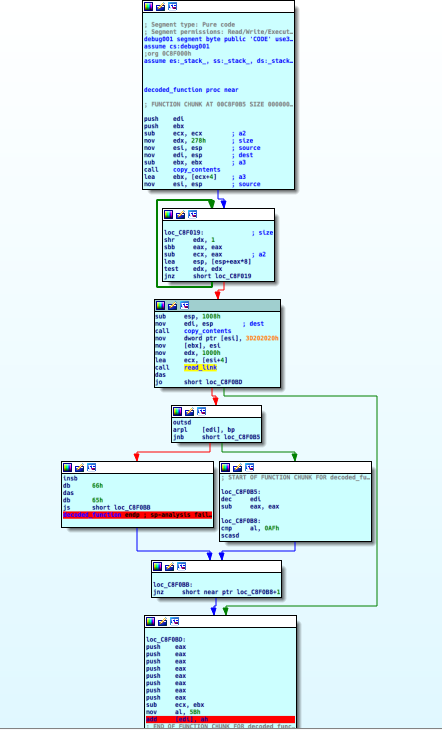 ; Segment type: Pure code
; Segment permissions: Read/Write/Execut…
debug001 segment byte public 'CODE' use3…
assume cs:debug001
;org 0C8F000h
assume es:_stack_, ss:_stack_, ds:_stack…
decoded_function proc near
; FUNCTION CHUNK AT 00C8F0B5 SIZE 000000…
push edi
push ebx
sub ecx, ecx ; a2
mov edx, 278h ; size
mov esi, esp ; source
mov edi, esp ; dest
sub ebx, ebx ; a3
call copy_contents
lea ebx, [ecx+4] ; a3
mov esi, esp ; source
loc_C8F019: ; size
shr edx, 1
sbb eax, eax
sub ecx, ecx ; a2
lea esp, [esp+eax*8]
test edx, edx
jnz short loc_C8F019
sub esp, 1008h
mov edi, esp ; dest
call copy_contents
mov dword ptr [esi], 3D202020h
mov [ebx], esi
mov edx, 1000h
lea ecx, [esi+4]
call read_link
das
jo short loc_C8F0BD
outsd
arpl [edi], bp
jnb short loc_C8F0B5
insb
db 66h
das
db 65h
js short loc_C8F0BB
decoded_function endp ; sp-analysis fail…
; START OF FUNCTION CHUNK FOR decoded_fu…
loc_C8F0B5:
dec edi
sub eax, eax
loc_C8F0B8:
cmp al, 0AFh
scasd
loc_C8F0BB:
jnz short near ptr loc_C8F0B8+1
loc_C8F0BD:
push eax
push eax
push eax
push eax
push eax
push eax
push eax
push eax
sub ecx, ebx
mov al, 5Bh
add [edi], ah
; END OF FUNCTION CHUNK FOR decoded_func…